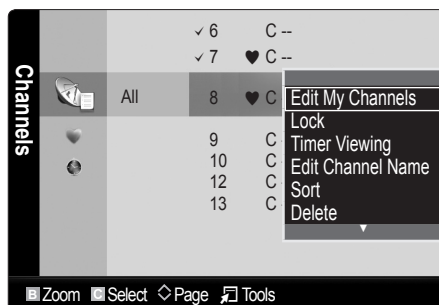 Channels
✓ 6 C --
✓ 7 ♥ C --
All 8 ♥ C
9 C
10 C
12 C
13 C
Edit My Channels
Lock
Timer Viewing
Edit Channel Name
Sort
Delete
▼
B Zoom C Select Page Tools